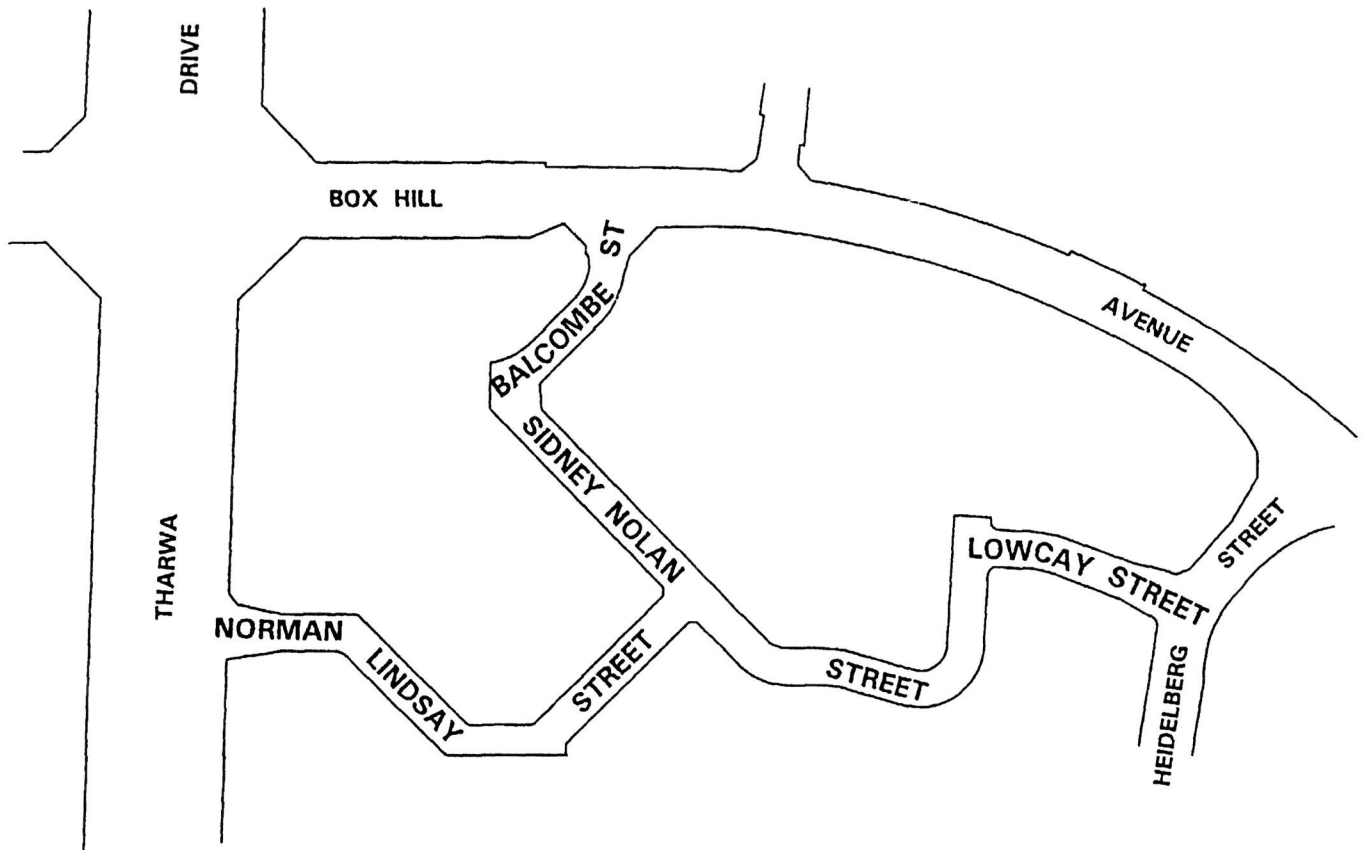 DRIVE
BOX HILL
ST
AVENUE
BALCOMBE
SIDNEY NOLAN
STREET
THARWA
LOWCAY STREET
NORMAN
LINDSAY
STREET
STREET
HEIDELBERG